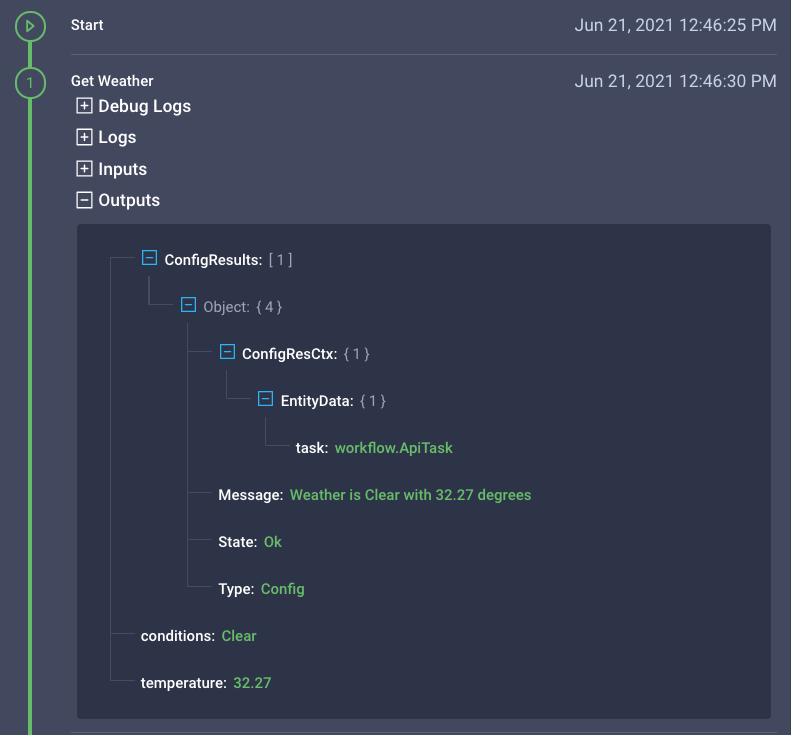 Start Jun 21, 2021 12:46:25 PM
1 Get Weather Jun 21, 2021 12:46:30 PM
Debug Logs
Logs
Inputs
Outputs
ConfigResults: [ 1 ]
Object: { 4 }
ConfigResCtx: { 1 }
EntityData: { 1 }
task: workflow.ApiTask
Message: Weather is Clear with 32.27 degrees
State: Ok
Type: Config
conditions: Clear
temperature: 32.27